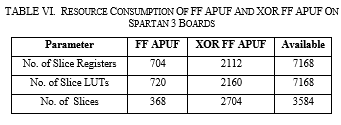 TABLE VI. RESOURCE CONSUMPTION OF FF APUF AND XOR FF APUF ON
SPARTAN 3 BOARDS
Parameter FF APUF XOR FF APUF Available
No. of Slice Registers 704 2112 7168
No. of Slice LUTs 720 2160 7168
No. of Slices 368 2704 3584